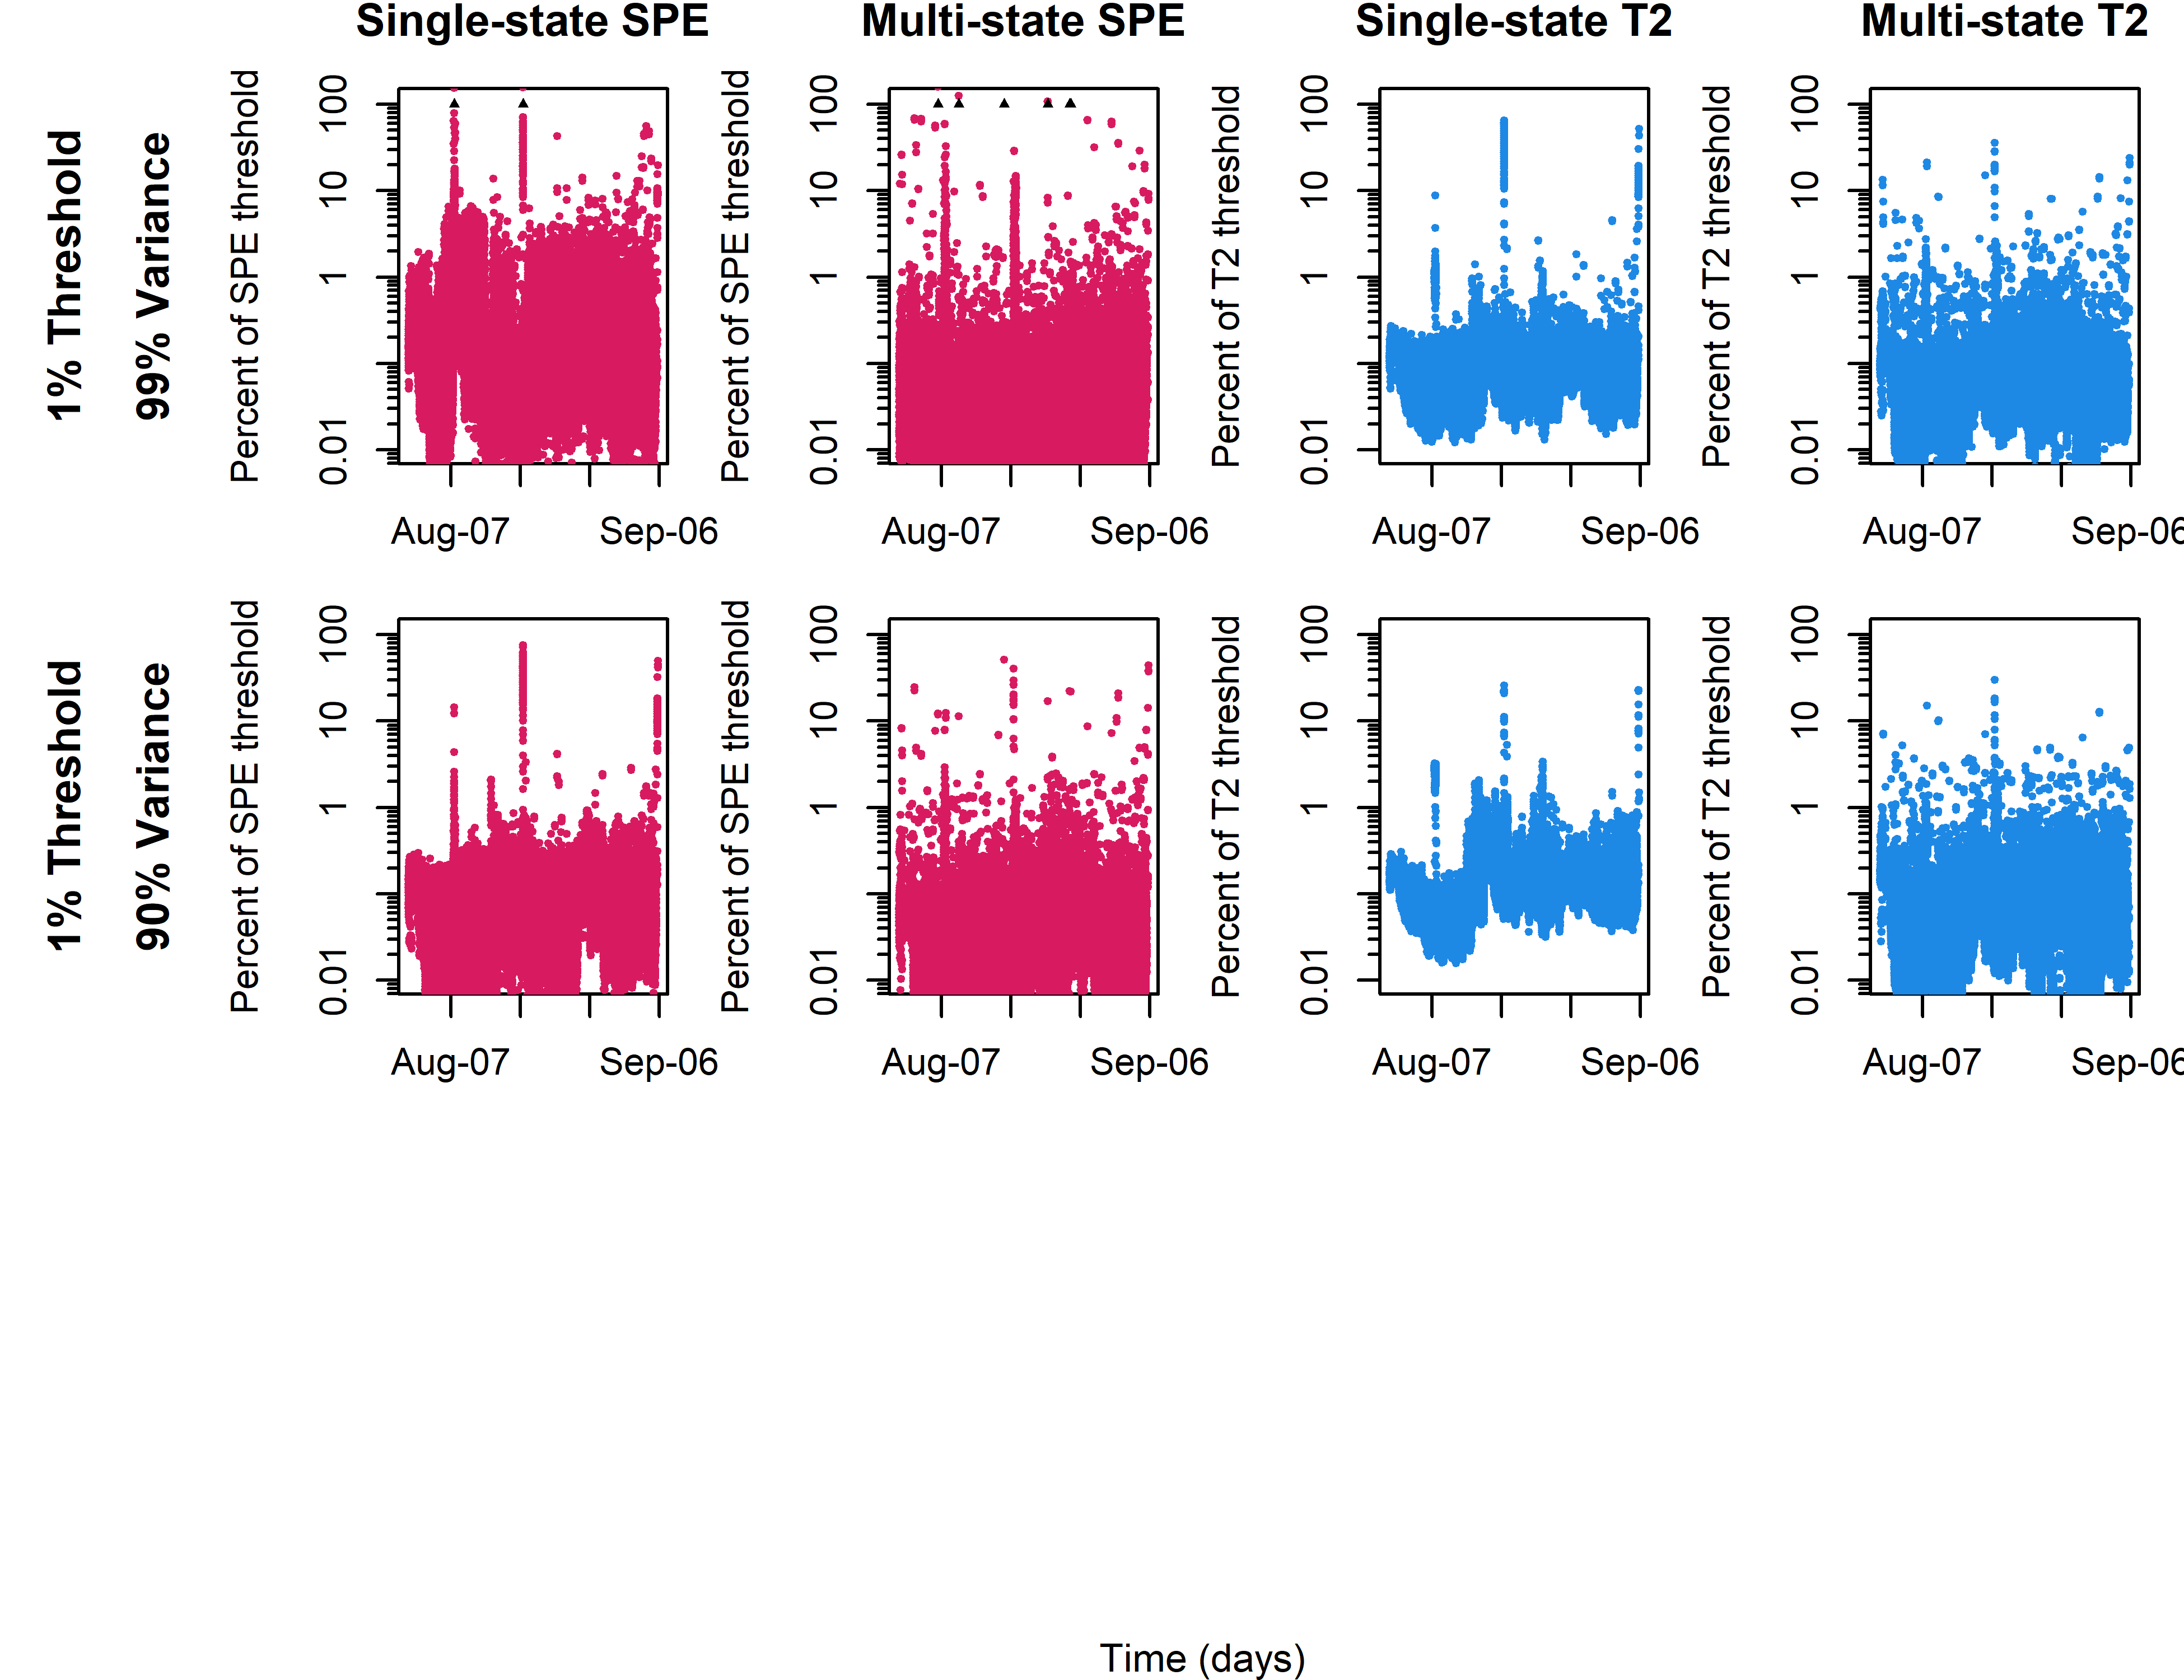 Single-state SPE
Multi-state SPE
Single-state T2
Multi-state T2
1% Threshold
99% Variance
Percent of SPE threshold
100
10
1
0.01
Aug-07
Sep-06
Percent of SPE threshold
100
10
1
0.01
Aug-07
Sep-06
Percent of T2 threshold
100
10
1
0.01
Aug-07
Sep-06
Percent of T2 threshold
100
10
1
0.01
Aug-07
Sep-06
1% Threshold
90% Variance
Percent of SPE threshold
100
10
1
0.01
Aug-07
Sep-06
Percent of SPE threshold
100
10
1
0.01
Aug-07
Sep-06
Percent of T2 threshold
100
10
1
0.01
Aug-07
Sep-06
Percent of T2 threshold
100
10
1
0.01
Aug-07
Sep-06
Time (days)